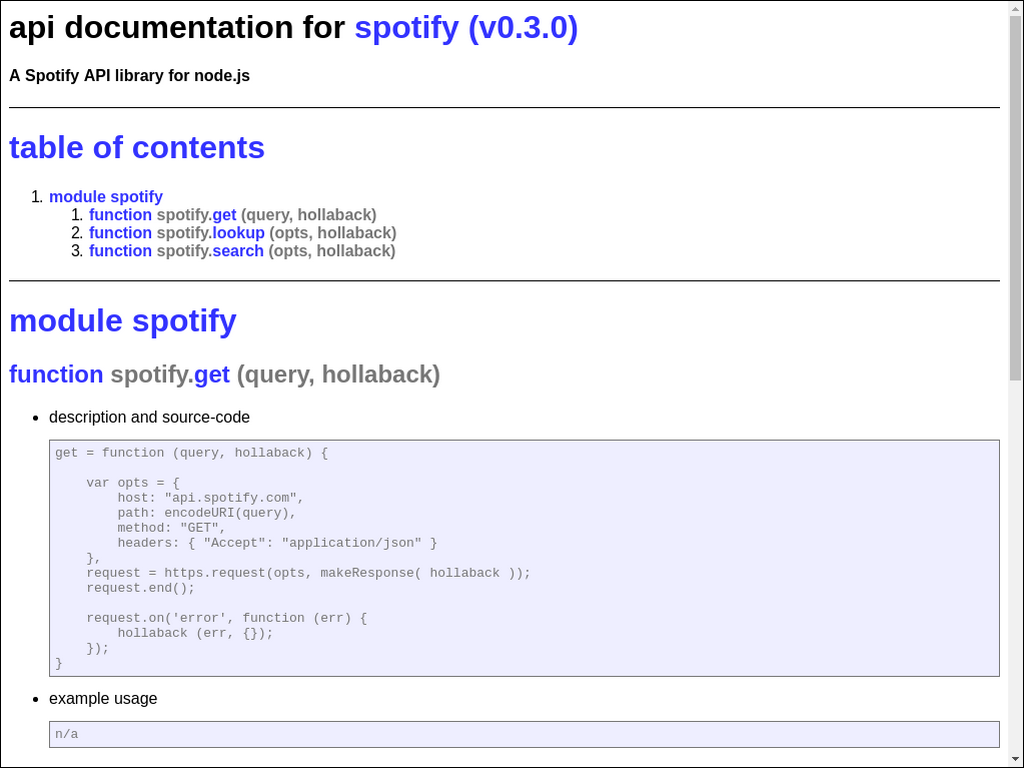 api documentation for spotify (v0.3.0)
A Spotify API library for node.js
table of contents
1. module spotify
1. function spotify.get (query, hollaback)
2. function spotify.lookup (opts, hollaback)
3. function spotify.search (opts, hollaback)
module spotify
function spotify.get (query, hollaback)
• description and source-code
get = function (query, hollaback) {
    var opts = {
        host: "api.spotify.com",
        path: encodeURI(query),
        method: "GET",
        headers: { "Accept": "application/json" }
    },
    request = https.request(opts, makeResponse( hollaback ));
    request.end();
    request.on('error', function (err) {
        hollaback (err, {});
    });
}
• example usage
n/a